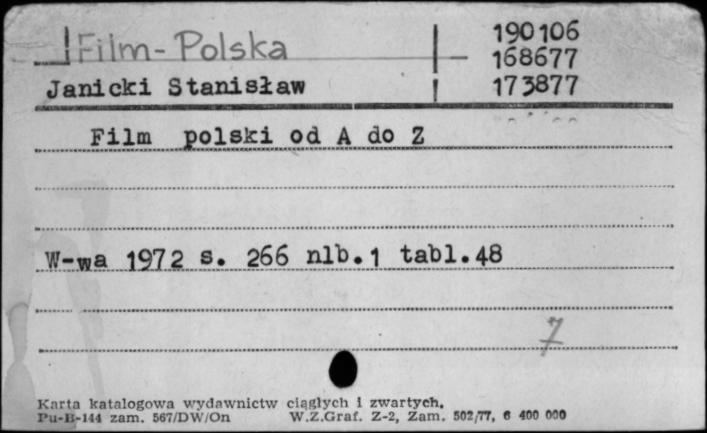 Film - Polska
190106
168677
Janicki Stanisław
173877
Film polski od A do Z
W-wa 1972 s. 266 nlb.1 tabl.48
7
Karta katalogowa wydawnictw ciągłych i zwartych.
Pu-B-144 zam. 567/DW/On W.Z.Graf. Z-2, Zam. 502/77, 6 400 000